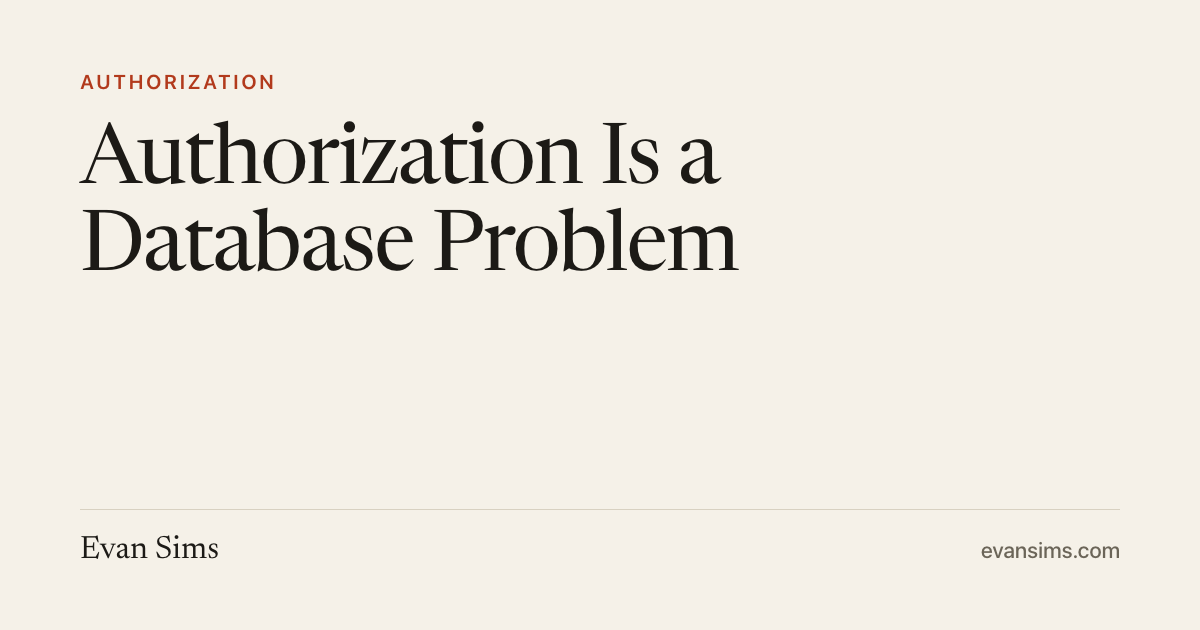 AUTHORIZATION
Authorization Is a
Database Problem
Evan Sims
evansims.com